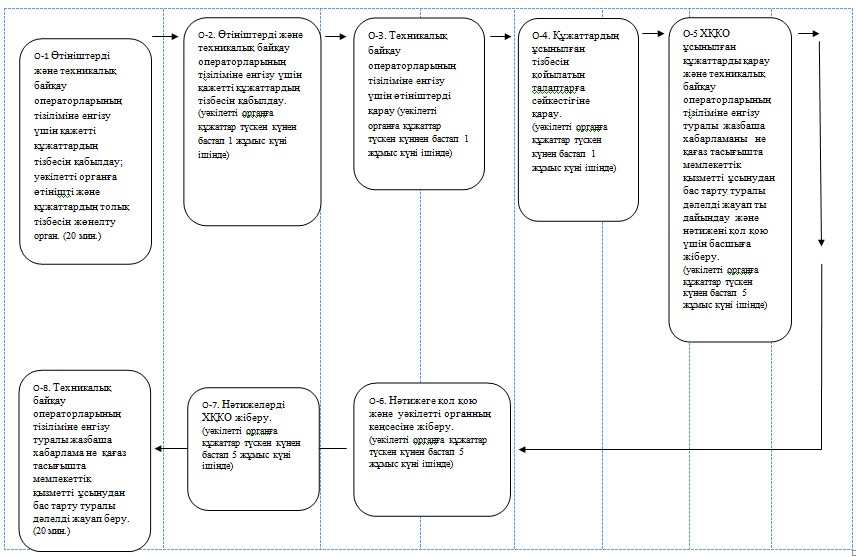 О-1 Өтініштерді
және техникалық
байқау
операторларының
тізіліміне енгізу
үшін қажетті
құжаттардың
тізбесін қабылдау;
уәкілетті органға
өтінішті және
құжаттардың толық
тізбесін жөнелту
орган. (20 мин.)
О-2. Өтініштерді және
техникалық байқау
операторларының
тізіліміне енгізу үшін
қажетті құжаттардың
тізбесін қабылдау.
(уәкілетті органға
құжаттар түскен күнен
бастап 1 жұмыс күні
ішінде)
О-3. Техникалық
байқау
операторларының
тізіліміне енгізу
үшін өтініштерді
қарау (уәкілетті
органға құжаттар
түскен күннен бастап 1
жұмыс күні ішінде)
О-4. Құжаттардың
ұсынылған
тізбесін
қойылатын
талаптарға
сәйкестігіне
қарау.
(уәкілетті органға
құжаттар түскен
күннен бастап 1
жұмыс күні ішінде)
О-5 ХҚКО
ұсынылған
құжаттарды қарау
және техникалық
байқау
операторларының
тізіліміне енгізу
туралы жазбаша
хабарламаны не
қағаз тасығышта
мемлекеттік
қызметті ұсынудан
бас тарту туралы
дәлелді жауап ты
дайындау және
нәтижені қол қою
үшін басшыға
жіберу.
(уәкілетті органға
құжаттар түскен
күнен бастап 5
жұмыс күні ішінде)
О-8. Техникалық
байқау
операторларының
тізіліміне енгізу
туралы жазбаша
хабарлама не қағаз
тасығышта
мемлекеттік
қызметті ұсынудан
бас тарту туралы
дәлелді жауап беру.
(20 мин.)
О-7. Нәтижелерді
ХҚКО жіберу.
(уәкілетті органға
құжаттар түскен күнен
бастап 5 жұмыс күні
ішінде)
О-6. Нәтижеге қол қою
және уәкілетті органның
кеңсесіне жіберу.
(уәкілетті органға құжаттар
түскен күнен бастап 5
жұмыс күні ішінде)